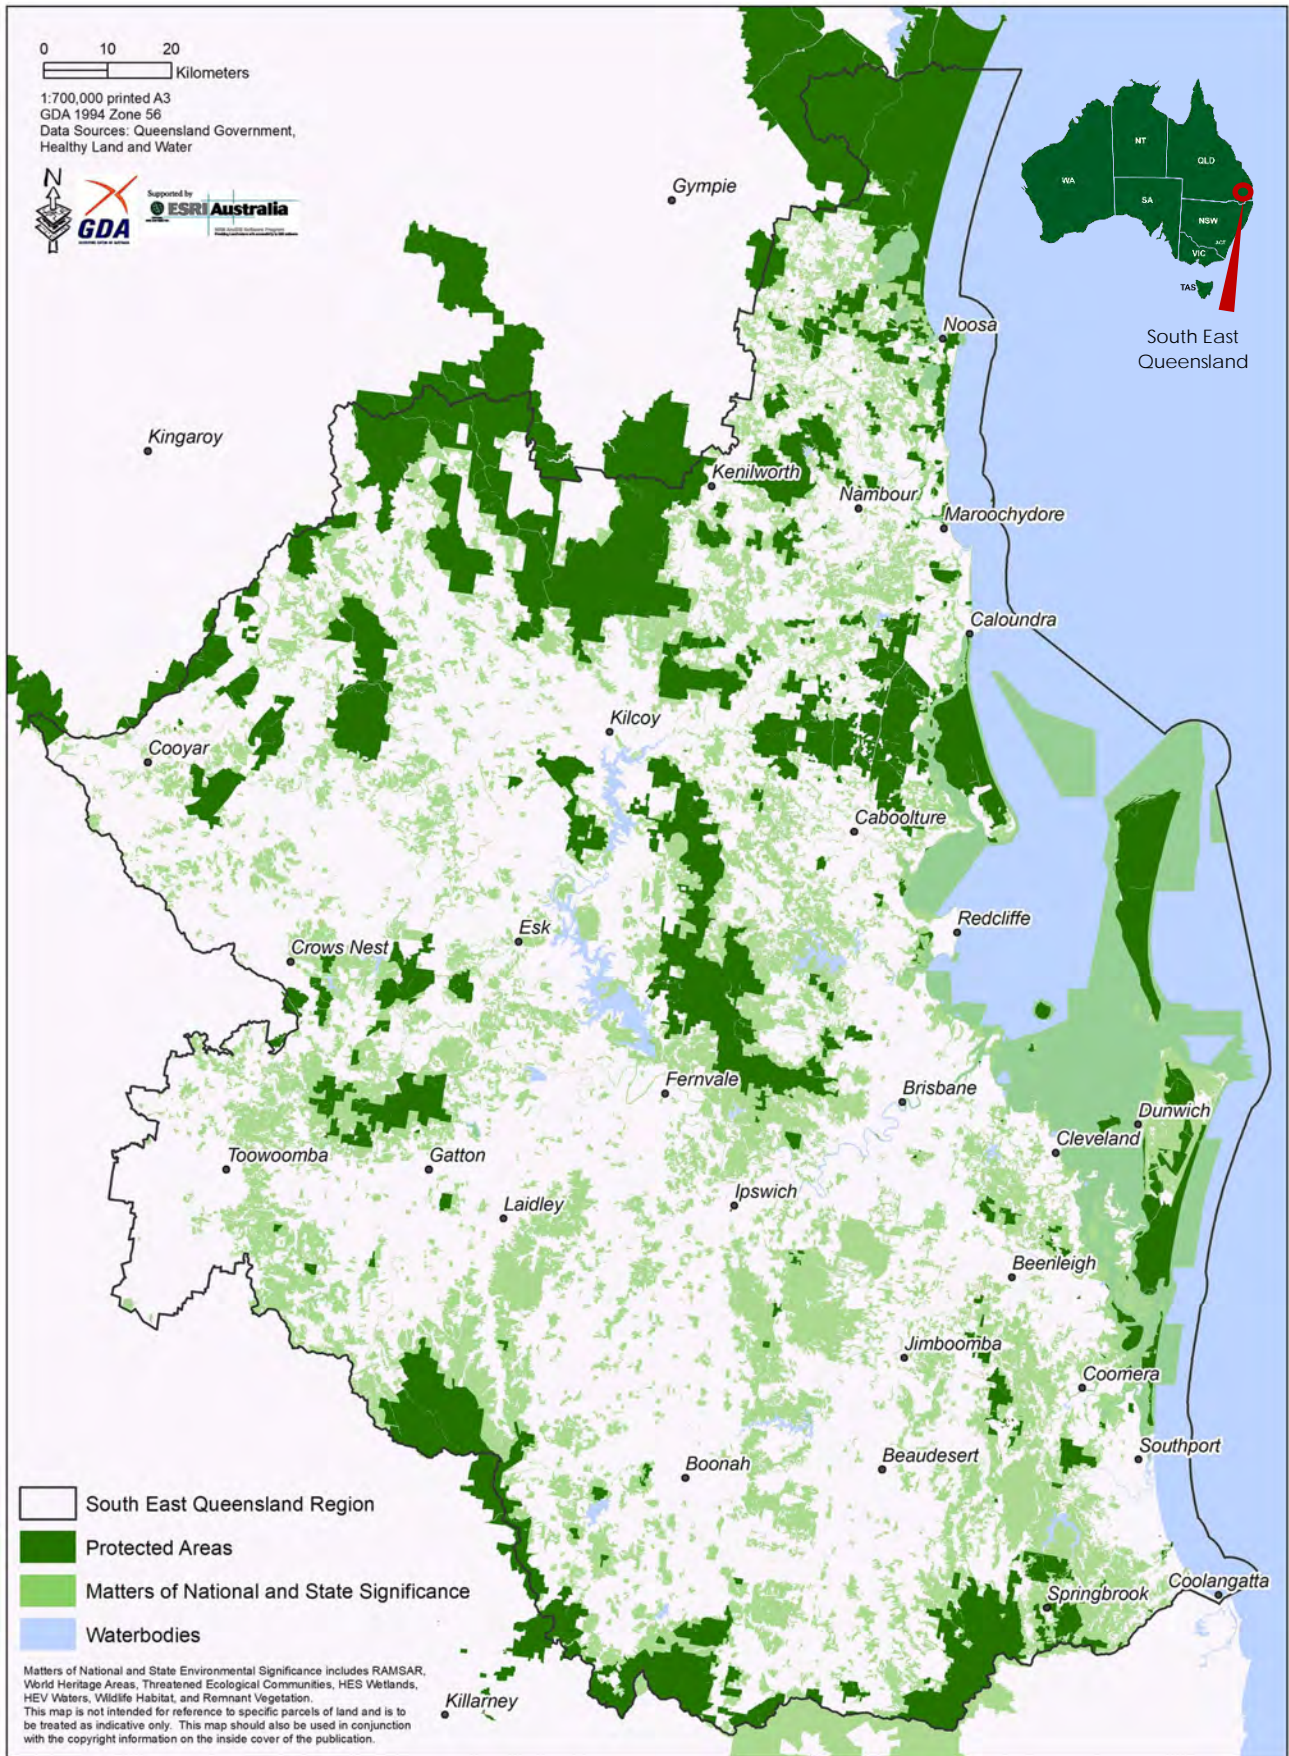 0 10 20
Kilometers
1:700,000 printed A3
GDA 1994 Zone 56
Data Sources: Queensland Government,
Healthy Land and Water
N
GDA
Supported by
ESRI Australia
WA
NT
QLD
SA
NSW
ACT
VIC
TAS
South East
Queensland
Gympie
Noosa
Kingaroy
Kenilworth
Nambour
Maroochydore
Caloundra
Kilcoy
Cooyar
Caboolture
Redcliffe
Esk
Crows Nest
Fernvale
Brisbane
Dunwich
Cleveland
Toowoomba
Gatton
Laidley
Ipswich
Beenleigh
Jimboomba
Coomera
Southport
Boonah
Beaudesert
Springbrook
Coolangatta
Killarney
South East Queensland Region
Protected Areas
Matters of National and State Significance
Waterbodies
Matters of National and State Environmental Significance includes RAMSAR,
World Heritage Areas, Threatened Ecological Communities, HES Wetlands,
HEV Waters, Wildlife Habitat, and Remnant Vegetation.
This map is not intended for reference to specific parcels of land and is to
be treated as indicative only. This map should also be used in conjunction
with the copyright information on the inside cover of the publication.